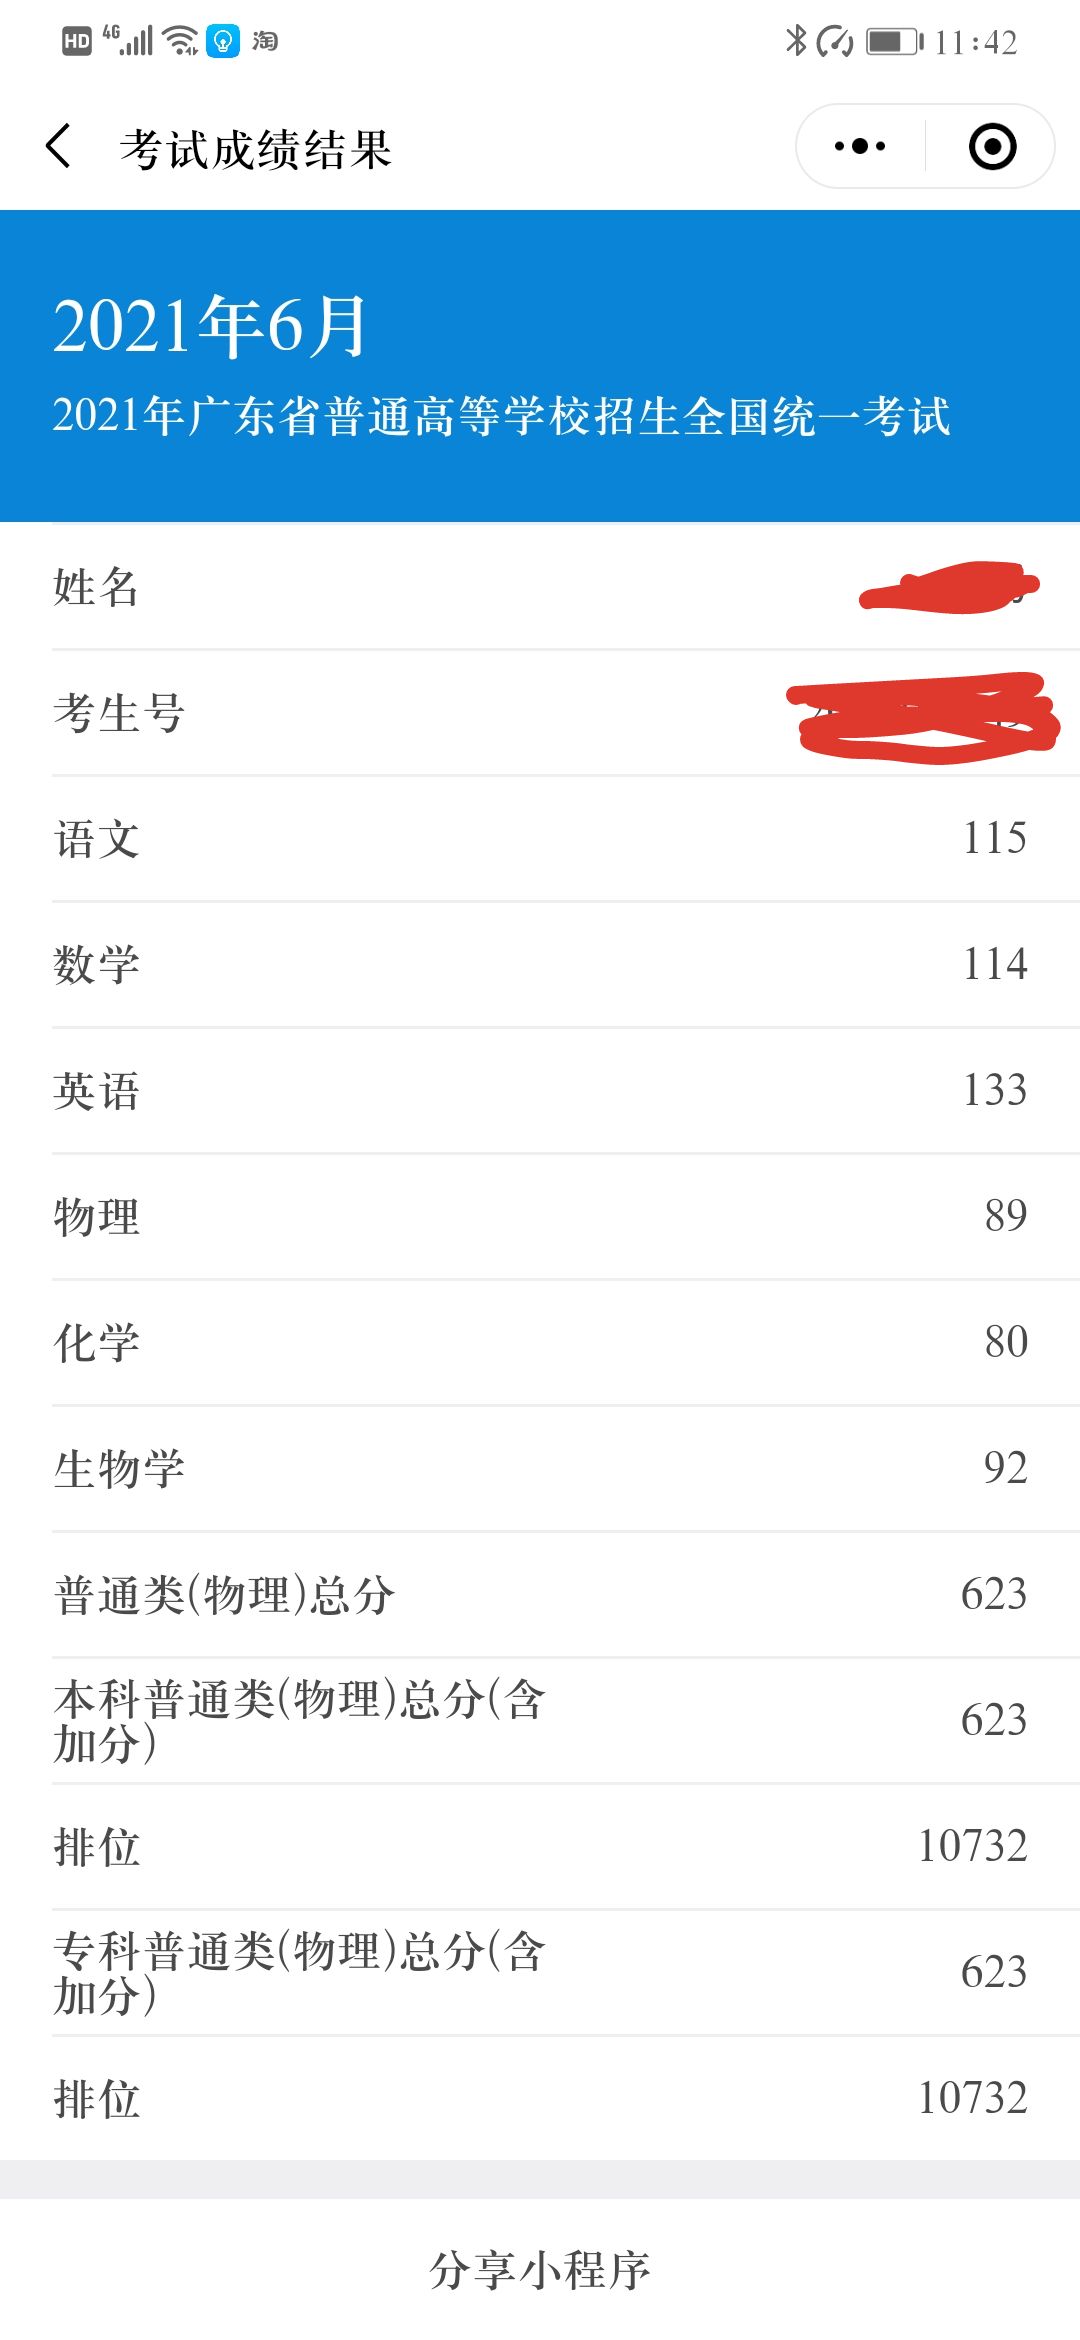 HD 4G 淘 11:42
考试成绩结果
2021年6月
2021年广东省普通高等学校招生全国统一考试
姓名
考生号
语文 115
数学 114
英语 133
物理 89
化学 80
生物学 92
普通类(物理)总分 623
本科普通类(物理)总分(含
加分) 623
排位 10732
专科普通类(物理)总分(含
加分) 623
排位 10732
分享小程序